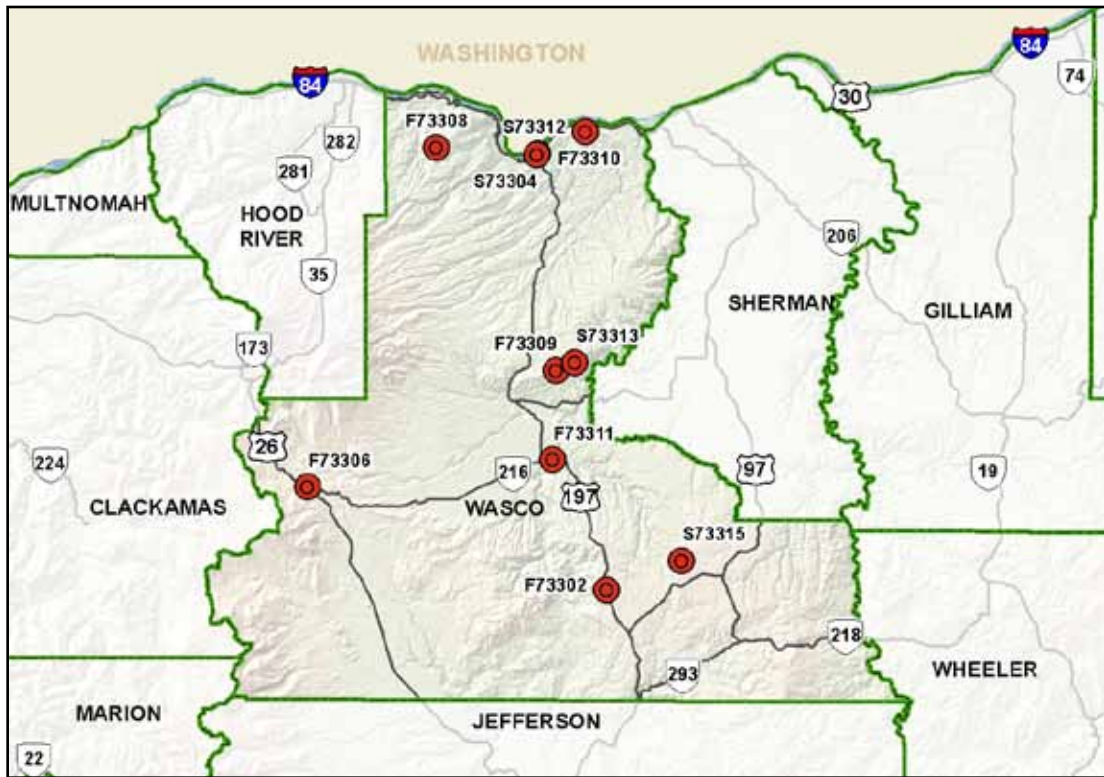 WASHINGTON
84
84
74
30
F73308
S73312
F73310
S73304
282
281
MULTNOMAH
HOOD
RIVER
35
206
SHERMAN
GILLIAM
173
F73309
S73313
F73311
26
F73306
216
WASCO
197
97
19
224
CLACKAMAS
S73315
F73302
218
293
WHEELER
MARION
JEFFERSON
22